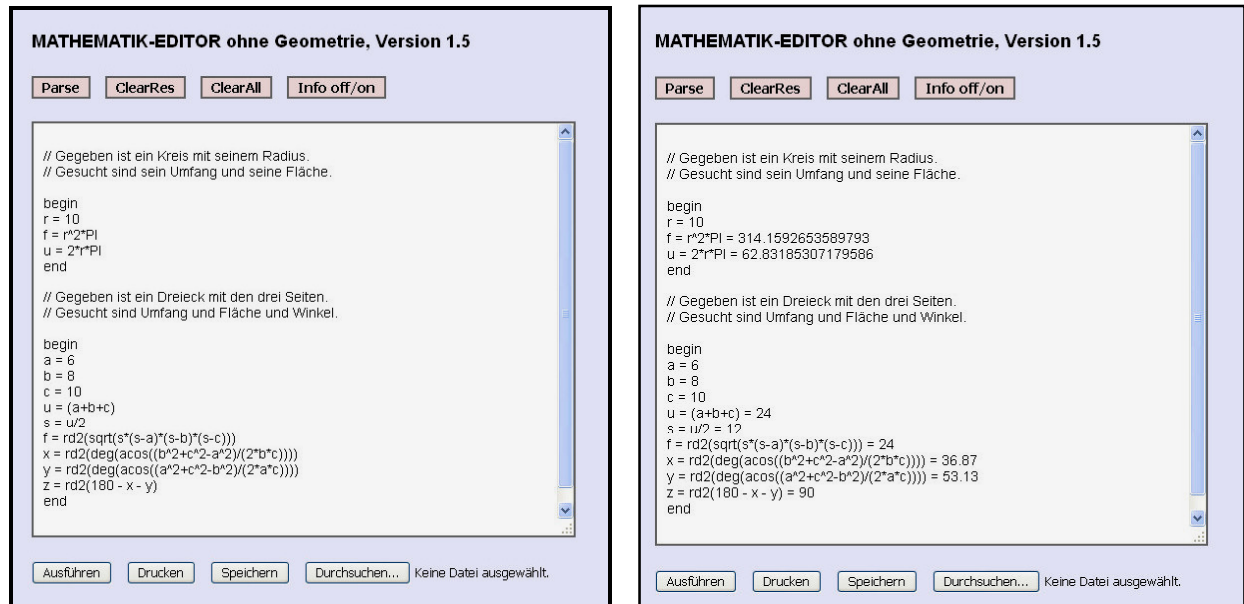 MATHEMATIK-EDITOR ohne Geometrie, Version 1.5
Parse ClearRes ClearAll Info off/on
// Gegeben ist ein Kreis mit seinem Radius.
// Gesucht sind sein Umfang und seine Fläche.
begin
r = 10
f = r^2*PI
u = 2*r*PI
end
// Gegeben ist ein Dreieck mit den drei Seiten.
// Gesucht sind Umfang und Fläche und Winkel.
begin
a = 6
b = 8
c = 10
u = (a+b+c)
s = u/2
f = rd2(sqrt(s*(s-a)*(s-b)*(s-c)))
x = rd2(deg(acos((b^2+c^2-a^2)/(2*b*c))))
y = rd2(deg(acos((a^2+c^2-b^2)/(2*a*c))))
z = rd2(180 - x - y)
end
Ausführen Drucken Speichern Durchsuchen... Keine Datei ausgewählt.
MATHEMATIK-EDITOR ohne Geometrie, Version 1.5
Parse ClearRes ClearAll Info off/on
// Gegeben ist ein Kreis mit seinem Radius.
// Gesucht sind sein Umfang und seine Fläche.
begin
r = 10
f = r^2*PI = 314.1592653589793
u = 2*r*PI = 62.83185307179586
end
// Gegeben ist ein Dreieck mit den drei Seiten.
// Gesucht sind Umfang und Fläche und Winkel.
begin
a = 6
b = 8
c = 10
u = (a+b+c) = 24
s = u/2 = 12
f = rd2(sqrt(s*(s-a)*(s-b)*(s-c))) = 24
x = rd2(deg(acos((b^2+c^2-a^2)/(2*b*c)))) = 36.87
y = rd2(deg(acos((a^2+c^2-b^2)/(2*a*c)))) = 53.13
z = rd2(180 - x - y) = 90
end
Ausführen Drucken Speichern Durchsuchen... Keine Datei ausgewählt.